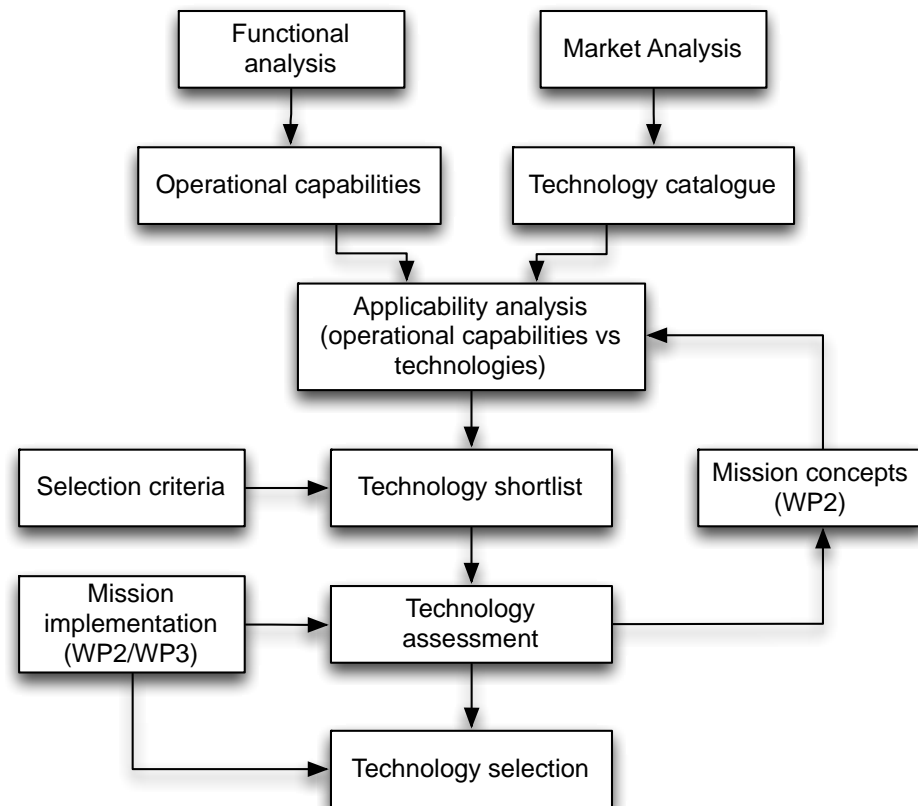 Functional
analysis
Market Analysis
Operational capabilities
Technology catalogue
Applicability analysis
(operational capabilities vs
technologies)
Selection criteria
Technology shortlist
Mission concepts
(WP2)
Mission
implementation
(WP2/WP3)
Technology
assessment
Technology selection